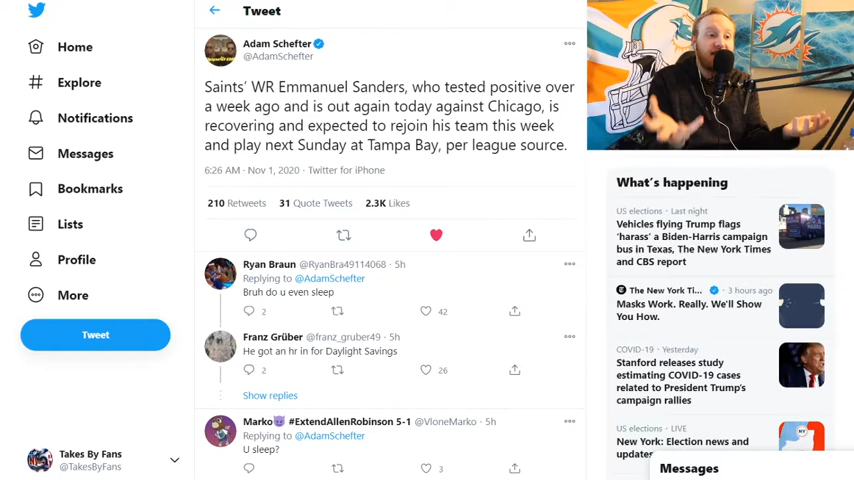 Home
Explore
Notifications
Messages
Bookmarks
Lists
Profile
More
Tweet
Takes By Fans
@TakesByFans
Tweet
Adam Schefter
@AdamSchefter
Saints' WR Emmanuel Sanders, who tested positive over
a week ago and is out again today against Chicago, is
recovering and expected to rejoin his team this week
and play next Sunday at Tampa Bay, per league source.
6:26 AM · Nov 1, 2020 · Twitter for iPhone
210 Retweets 31 Quote Tweets 2.3K Likes
Ryan Braun @RyanBra49114068 · 5h
Replying to @AdamSchefter
Bruh do u even sleep
2 42
Franz Grüber @franz_gruber49 · 5h
He got an hr in for Daylight Savings
2 26
Show replies
Marko😈 #ExtendAllenRobinson 5-1 @VloneMarko · 5h
Replying to @AdamSchefter
U sleep?
3
What's happening
US elections · Last night
Vehicles flying Trump flags
'harass' a Biden-Harris campaign
bus in Texas, The New York Times
and CBS report
The New York Ti... · 3 hours ago
Masks Work. Really. We'll Show
You How.
COVID-19 · Yesterday
Stanford releases study
estimating COVID-19 cases
related to President Trump's
campaign rallies
US elections · LIVE
New York: Election news and
updates
Messages